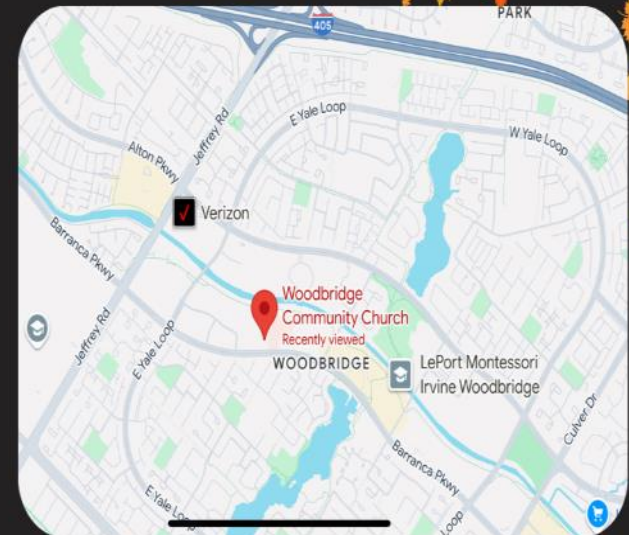 PARK
405
E Yale Loop
W Yale Loop
Jeffrey Rd
Alton Pkwy
Verizon
Barranca Pkwy
Woodbridge
Community Church
Recently viewed
WOODBRIDGE
Jeffrey Rd
E Yale Loop
LePort Montessori
Irvine Woodbridge
Culver Dr
Barranca Pkwy
E Yale Loop
Loop